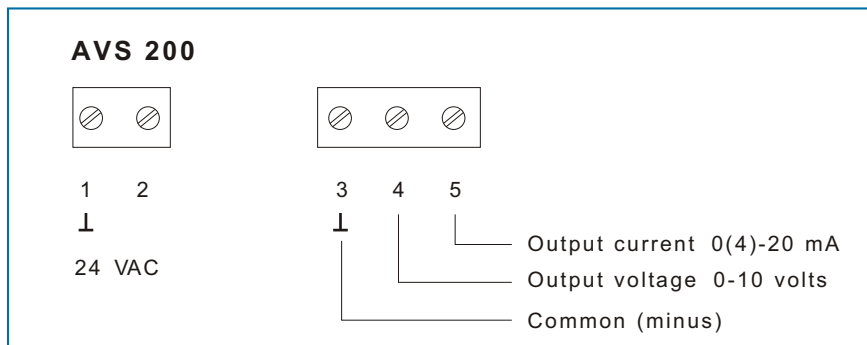 AVS 200
1 2 3 4 5
⊥ ⊥
24 VAC
Output current 0(4)-20 mA
Output voltage 0-10 volts
Common (minus)